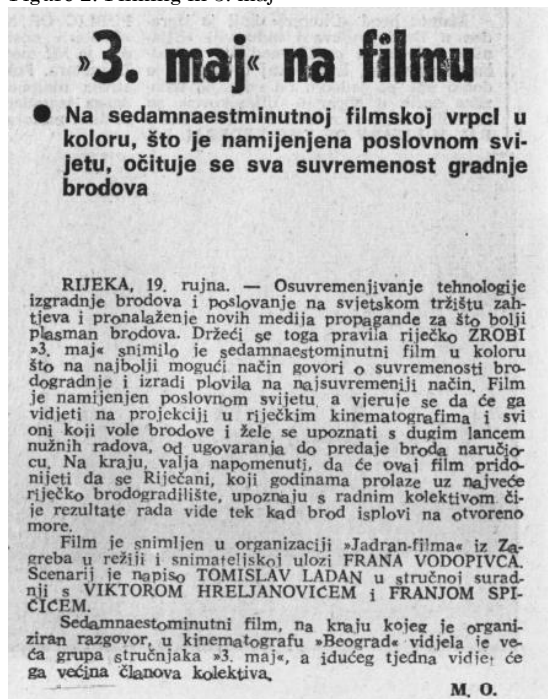 »3. maj« na filmu
● Na sedamnaestminutnoj filmskoj vrpci u
koloru, što je namijenjena poslovnom svi-
jetu, očituje se sva suvremenost gradnje
brodova
RIJEKA, 19. rujna. — Osuvremenjivanje tehnologije
izgradnje brodova i poslovanje na svjetskom tržištu zah-
tjeva i pronalaženje novih medija propagande za što bolji
plasman brodova. Držeći se toga pravila riječko ZROBI
»3. maj« snimilo je sedamnaestominutni film u koloru
što na najbolji mogući način govori o suvremenosti bro-
dogradnje i izradi plovila na najsuvremeniji način. Film
je namijenjen poslovnom svijetu, a vjeruje se da će ga
vidjeti na projekciji u riječkim kinematografima i svi
oni koji vole brodove i žele se upoznati s dugim lancem
nužnih radova, od ugovaranja do predaje broda naručio-
cu. Na kraju, valja napomenuti, da će ovaj film prido-
nijeti da se Riječani, koji godinama prolaze uz najveće
riječko brodogradilište, upoznaju s radnim kolektivom či-
je rezultate rada vide tek kad brod isplovi na otvoreno
more.
Film je snimljen u organizaciji »Jadran-filma« iz Za-
greba u režiji i snimateljskoj ulozi FRANA VODOPIVCA.
Scenarij je napiso TOMISLAV LADAN u stručnoj surad-
nji s VIKTOROM HRELJANOVIĆEM i FRANJOM SPI-
ČIĆEM.
Sedamnaestominutni film, na kraju kojeg je organi-
ziran razgovor, u kinematografu »Beograd« vidjela je ve-
ća grupa stručnjaka »3. maj«, a idućeg tjedna vidjet će
ga većina članova kolektiva.
M. O.